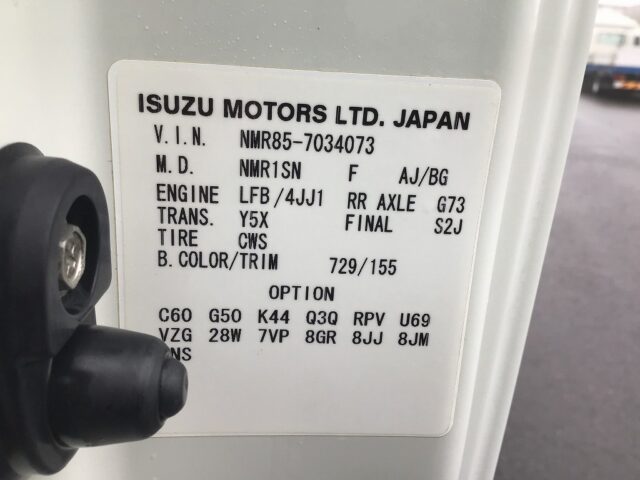 ISUZU MOTORS LTD. JAPAN
V.I.N. NMR85-7034073
M.D. NMR1SN F AJ/BG
ENGINE LFB/4JJ1 RR AXLE G73
TRANS. Y5X FINAL S2J
TIRE CWS
B.COLOR/TRIM 729/155
OPTION
C60 G50 K44 Q3Q RPV U69
VZG 28W 7VP 8GR 8JJ 8JM